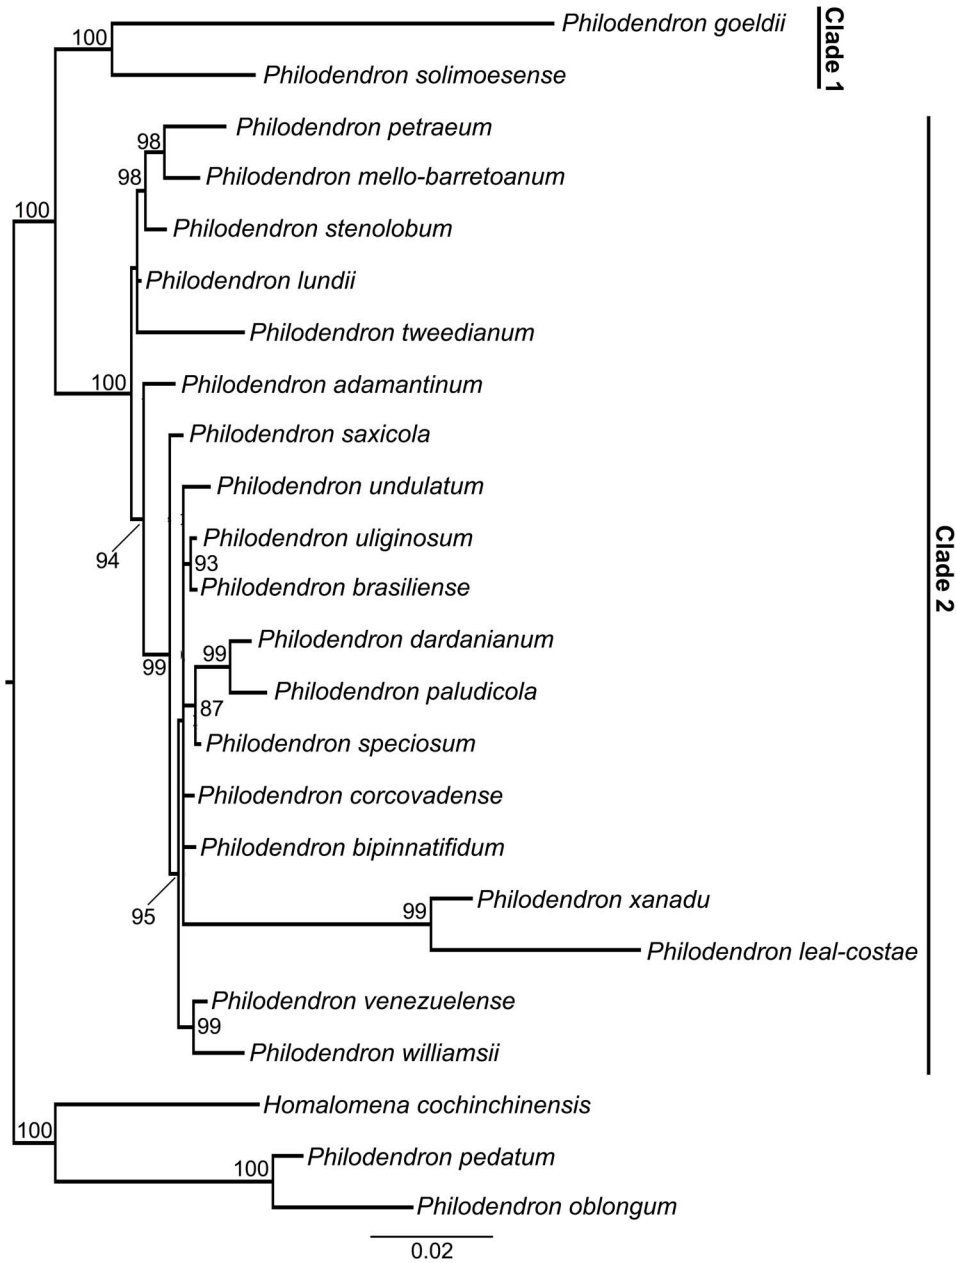 Philodendron goeldii
100
Clade 1
Philodendron solimoesense
Philodendron petraeum
98
Philodendron mello-barretoanum
98
100
Philodendron stenolobum
Philodendron lundii
Philodendron tweedianum
100
Philodendron adamantinum
Philodendron saxicola
Philodendron undulatum
Philodendron uliginosum
94
93
Philodendron brasiliense
Clade 2
Philodendron dardanianum
99
99
Philodendron paludicola
87
Philodendron speciosum
Philodendron corcovadense
Philodendron bipinnatifidum
95
Philodendron xanadu
99
Philodendron leal-costae
Philodendron venezuelense
99
Philodendron williamsii
Homalomena cochinchinensis
100
Philodendron pedatum
100
Philodendron oblongum
0.02